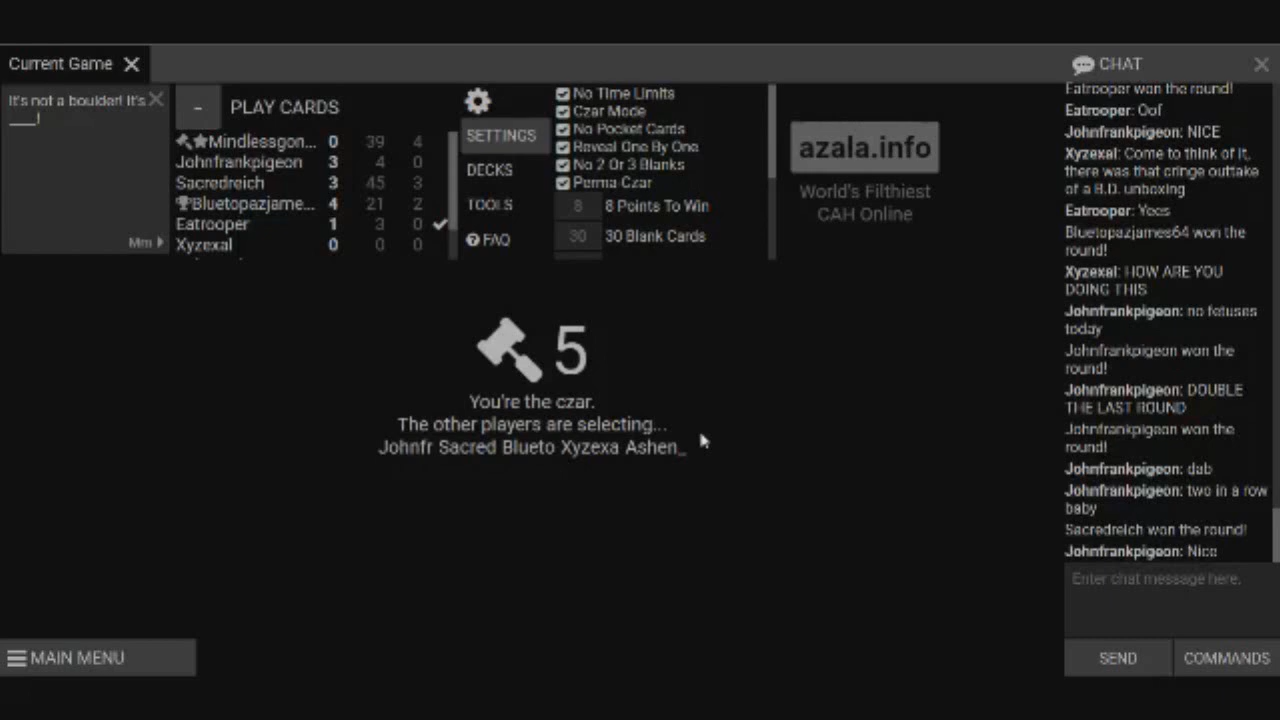 Current Game
CHAT
It's not a boulder! It's
____!
Mm
-
PLAY CARDS
Mindlessgon... 0 39 4
Johnfrankpigeon 3 4 0
Sacredreich 3 45 3
Bluetopazjame... 4 21 2
Eatrooper 1 3 0
Xyzexal 0 0 0
SETTINGS
DECKS
TOOLS
FAQ
No Time Limits
Czar Mode
No Pocket Cards
Reveal One By One
No 2 Or 3 Blanks
Perma Czar
8 8 Points To Win
30 30 Blank Cards
azala.info
World's Filthiest
CAH Online
5
You're the czar.
The other players are selecting...
Johnfr Sacred Blueto Xyzexa Ashen_
Eatrooper won the round!
Eatrooper: Oof
Johnfrankpigeon: NICE
Xyzexal: Come to think of it,
there was that cringe outtake
of a B.D. unboxing
Eatrooper: Yees
Bluetopazjames64 won the
round!
Xyzexal: HOW ARE YOU
DOING THIS
Johnfrankpigeon: no fetuses
today
Johnfrankpigeon won the
round!
Johnfrankpigeon: DOUBLE
THE LAST ROUND
Johnfrankpigeon won the
round!
Johnfrankpigeon: dab
Johnfrankpigeon: two in a row
baby
Sacredreich won the round!
Johnfrankpigeon: Nice
Enter chat message here.
SEND
COMMANDS
MAIN MENU